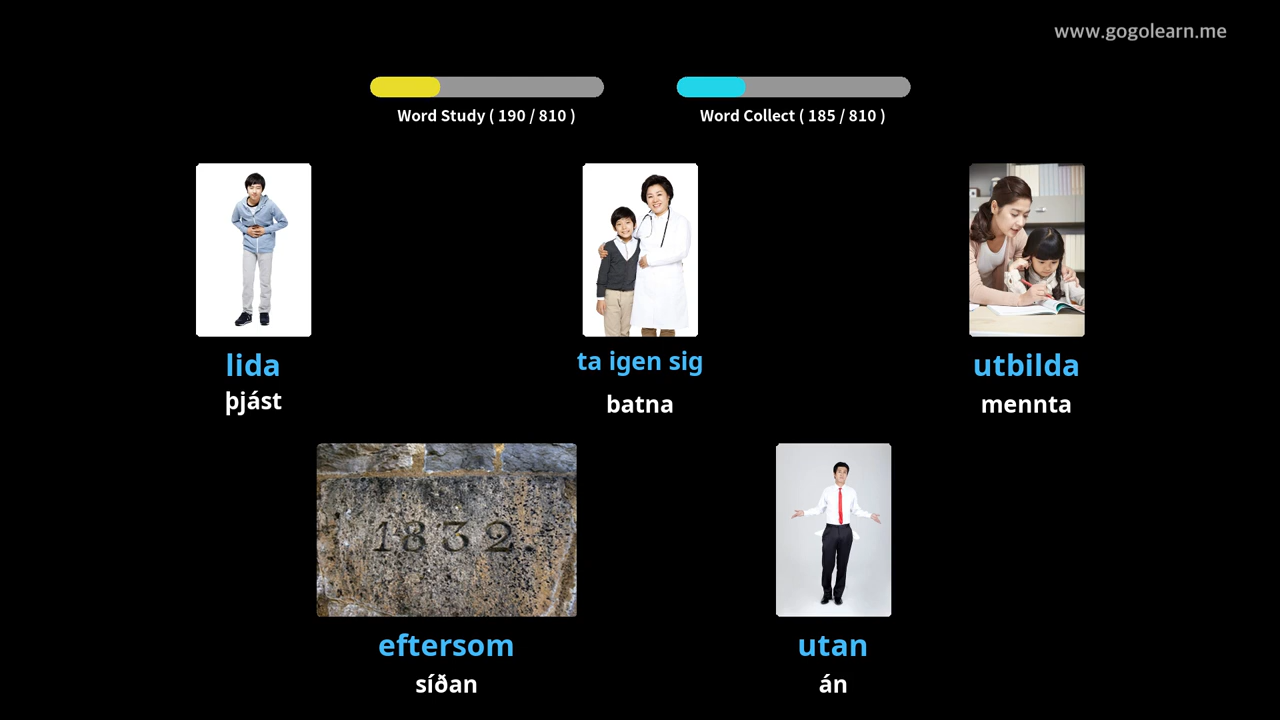 www.gogolearn.me
Word Study ( 190 / 810 )
Word Collect ( 185 / 810 )
lida
þjást
ta igen sig
batna
utbilda
mennta
1832.
eftersom
síðan
utan
án